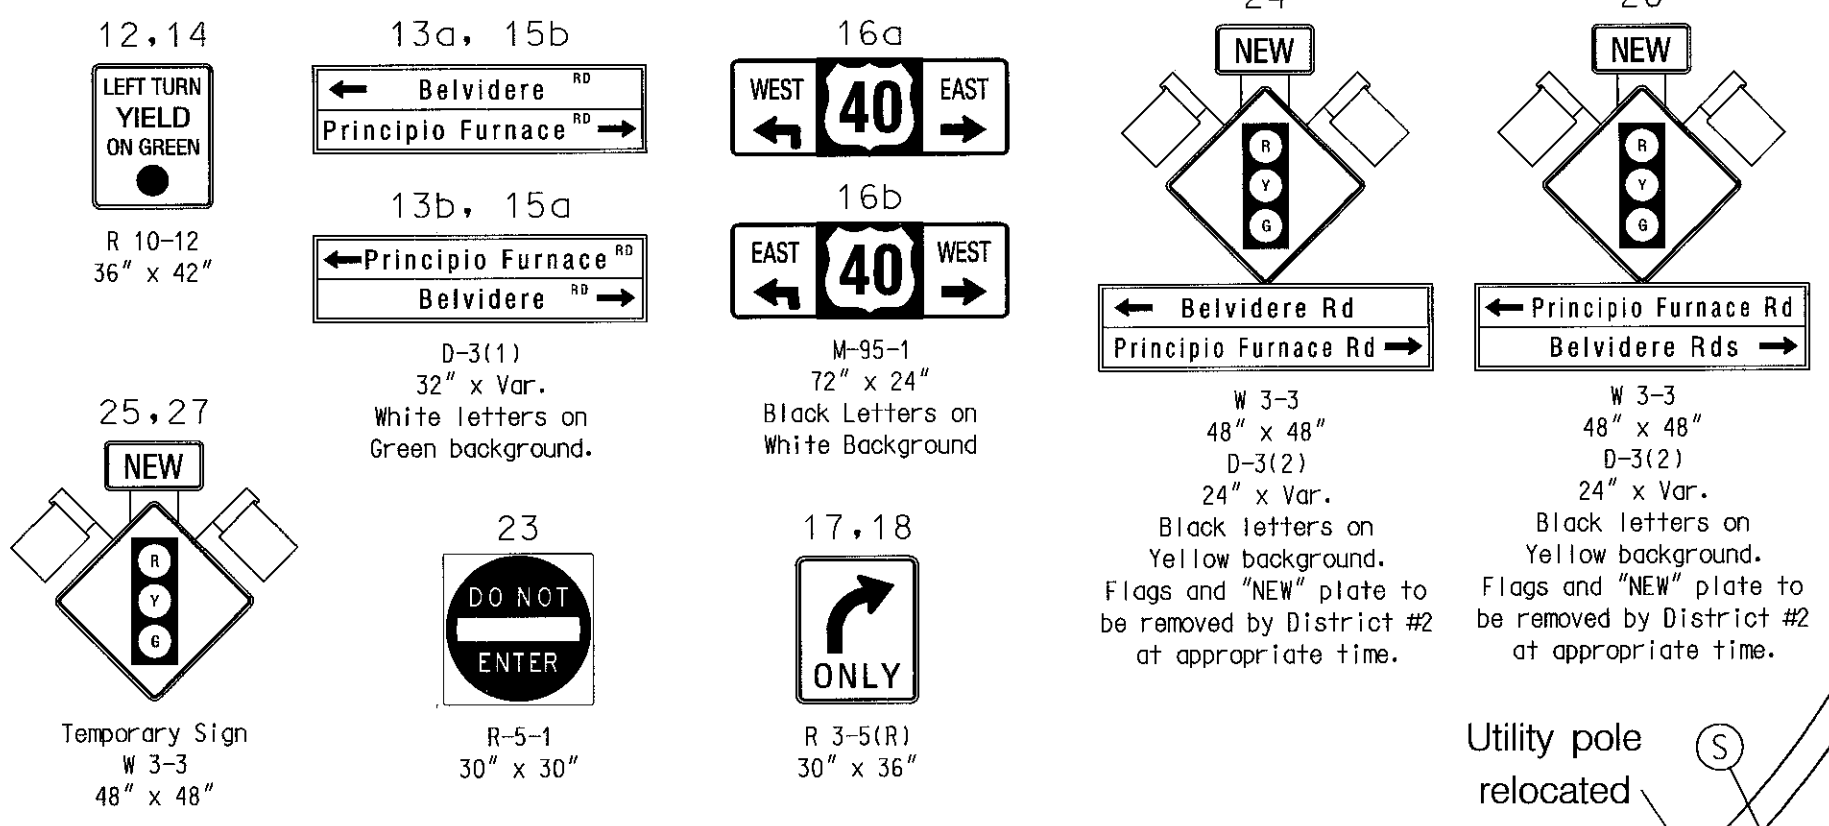 12,14
LEFT TURN
YIELD
ON GREEN
R 10-12
36" x 42"
13a, 15b
Belvidere RD
Principio Furnace RD
13b, 15a
Principio Furnace RD
Belvidere RD
D-3(1)
32" x Var.
White letters on
Green background.
16a
WEST 40 EAST
16b
EAST 40 WEST
M-95-1
72" x 24"
Black Letters on
White Background
24
NEW
R
Y
G
Belvidere Rd
Principio Furnace Rd
W 3-3
48" x 48"
D-3(2)
24" x Var.
Black letters on
Yellow background.
Flags and "NEW" plate to
be removed by District #2
at appropriate time.
NEW
R
Y
G
Principio Furnace Rd
Belvidere Rds
W 3-3
48" x 48"
D-3(2)
24" x Var.
Black letters on
Yellow background.
Flags and "NEW" plate to
be removed by District #2
at appropriate time.
25,27
NEW
R
Y
G
Temporary Sign
W 3-3
48" x 48"
23
DO NOT
ENTER
R-5-1
30" x 30"
17,18
ONLY
R 3-5(R)
30" x 36"
Utility pole
relocated
S